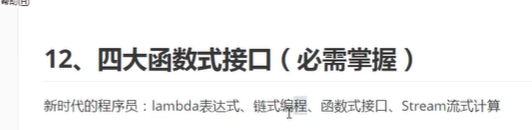 帮助(H)
12、四大函数式接口（必需掌握）
新时代的程序员：lambda表达式、链式编程、函数式接口、Stream流式计算